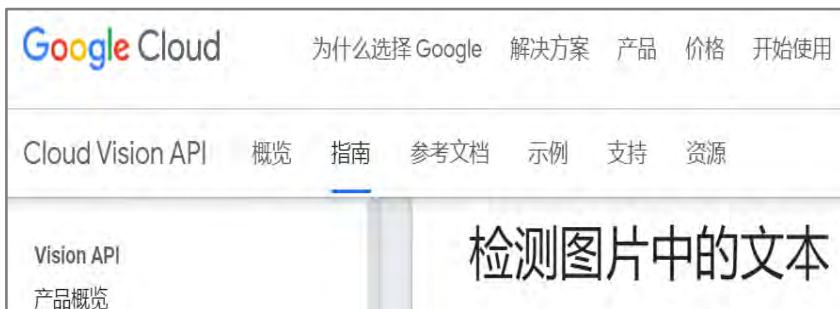 Google Cloud 为什么选择 Google 解决方案 产品 价格 开始使用
Cloud Vision API 概览 指南 参考文档 示例 支持 资源
检测图片中的文本
Vision API
产品概览